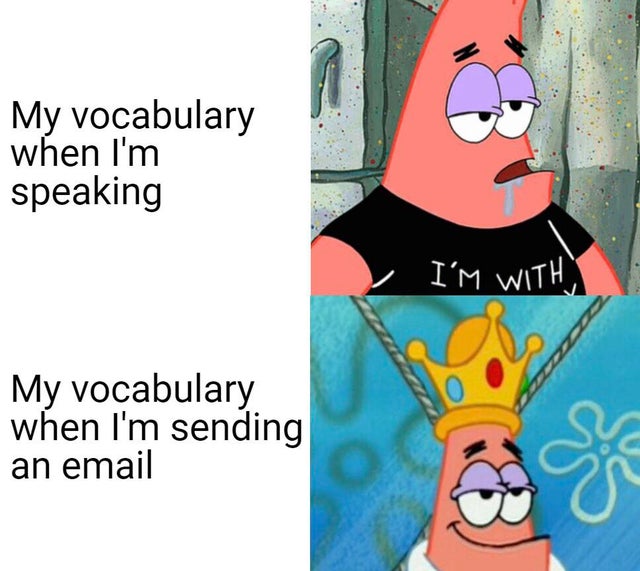 My vocabulary
when I'm
speaking
I'M WITH
My vocabulary
when I'm sending
an email